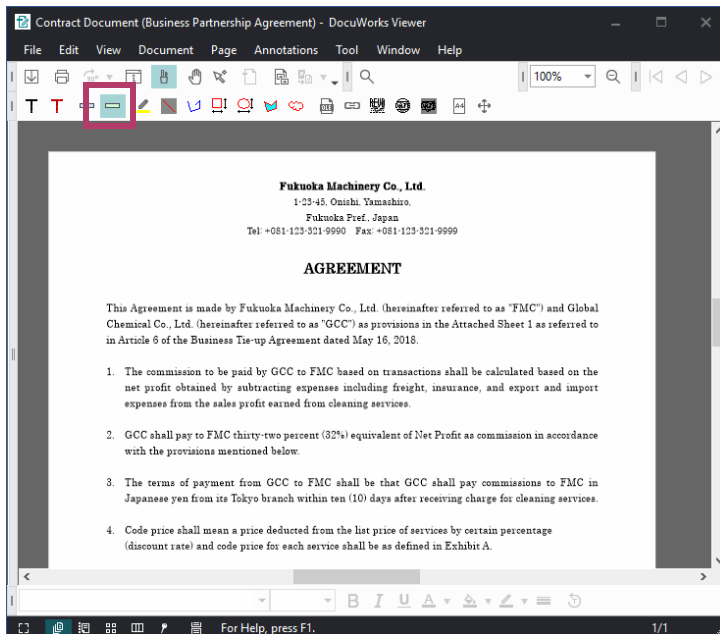 Contract Document (Business Partnership Agreement) - DocuWorks Viewer
File Edit View Document Page Annotations Tool Window Help
100%
T T A4
Fukuoka Machinery Co., Ltd.
1-23-45, Onishi, Yamashiro,
Fukuoka Pref., Japan
Tel: +081-123-321-9990 Fax: +081-123-321-9999
AGREEMENT
This Agreement is made by Fukuoka Machinery Co., Ltd. (hereinafter referred to as "FMC") and Global
Chemical Co., Ltd. (hereinafter referred to as "GCC") as provisions in the Attached Sheet 1 as referred to
in Article 6 of the Business Tie-up Agreement dated May 16, 2018.
1. The commission to be paid by GCC to FMC based on transactions shall be calculated based on the
net profit obtained by subtracting expenses including freight, insurance, and export and import
expenses from the sales profit earned from cleaning services.
2. GCC shall pay to FMC thirty-two percent (32%) equivalent of Net Profit as commission in accordance
with the provisions mentioned below.
3. The terms of payment from GCC to FMC shall be that GCC shall pay commissions to FMC in
Japanese yen from its Tokyo branch within ten (10) days after receiving charge for cleaning services.
4. Code price shall mean a price deducted from the list price of services by certain percentage
(discount rate) and code price for each service shall be as defined in Exhibit A.
B I U A
For Help, press F1.
1/1